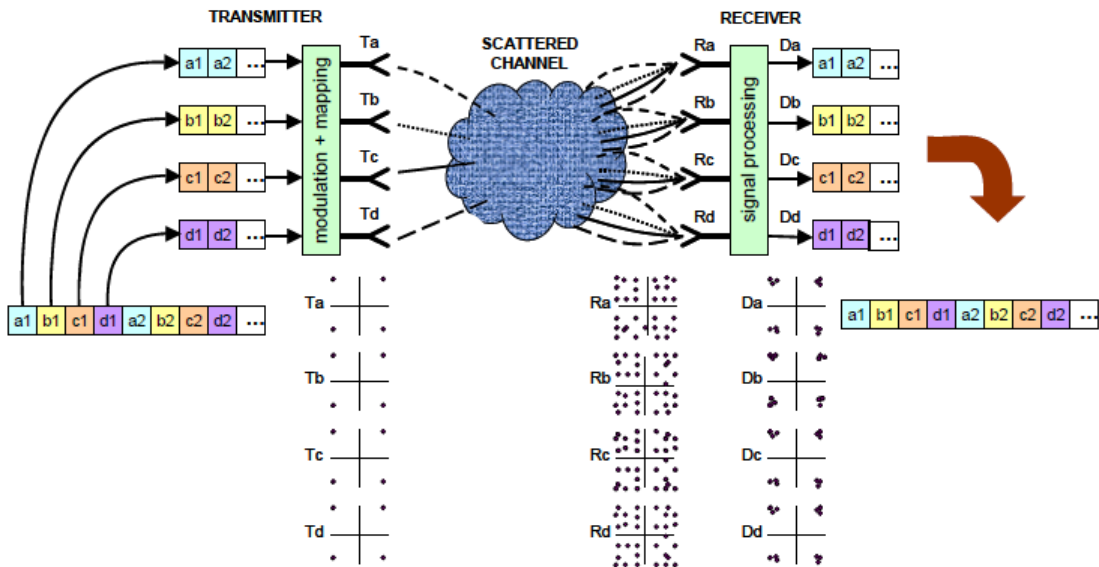 TRANSMITTER
RECEIVER
SCATTERED
CHANNEL
a1 a2 ...
b1 b2 ...
c1 c2 ...
d1 d2 ...
modulation + mapping
Ta
Tb
Tc
Td
Ra
Rb
Rc
Rd
signal processing
Da
Db
Dc
Dd
a1 a2 ...
b1 b2 ...
c1 c2 ...
d1 d2 ...
a1 b1 c1 d1 a2 b2 c2 d2 ...
Ta
Tb
Tc
Td
Ra
Rb
Rc
Rd
Da
Db
Dc
Dd
a1 b1 c1 d1 a2 b2 c2 d2 ...